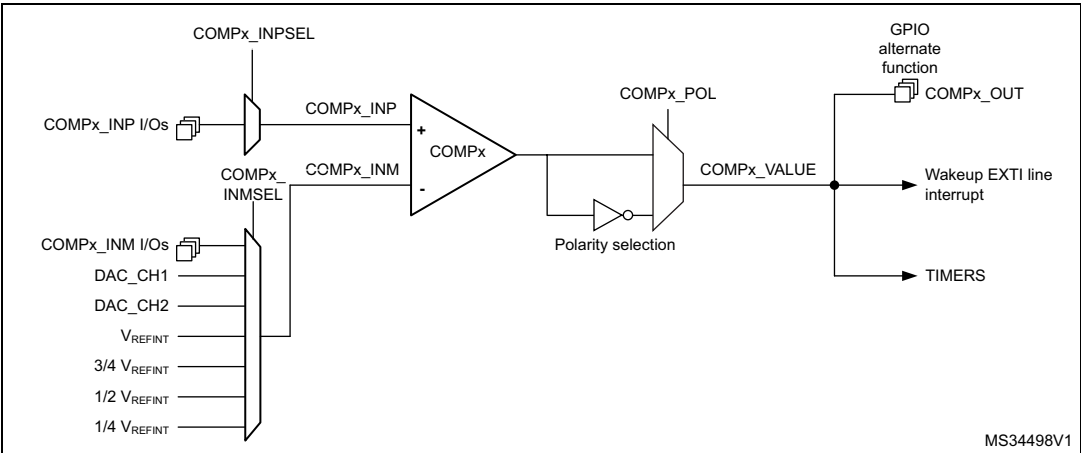 COMPx_INPSEL
GPIO
alternate
function
COMPx_POL
COMPx_OUT
COMPx_INP I/Os
COMPx_INP
+
COMPx
-
COMPx_
INMSEL
COMPx_INM
COMPx_VALUE
Wakeup EXTI line
interrupt
COMPx_INM I/Os
Polarity selection
DAC_CH1
TIMERS
DAC_CH2
VREFINT
3/4 VREFINT
1/2 VREFINT
1/4 VREFINT
MS34498V1